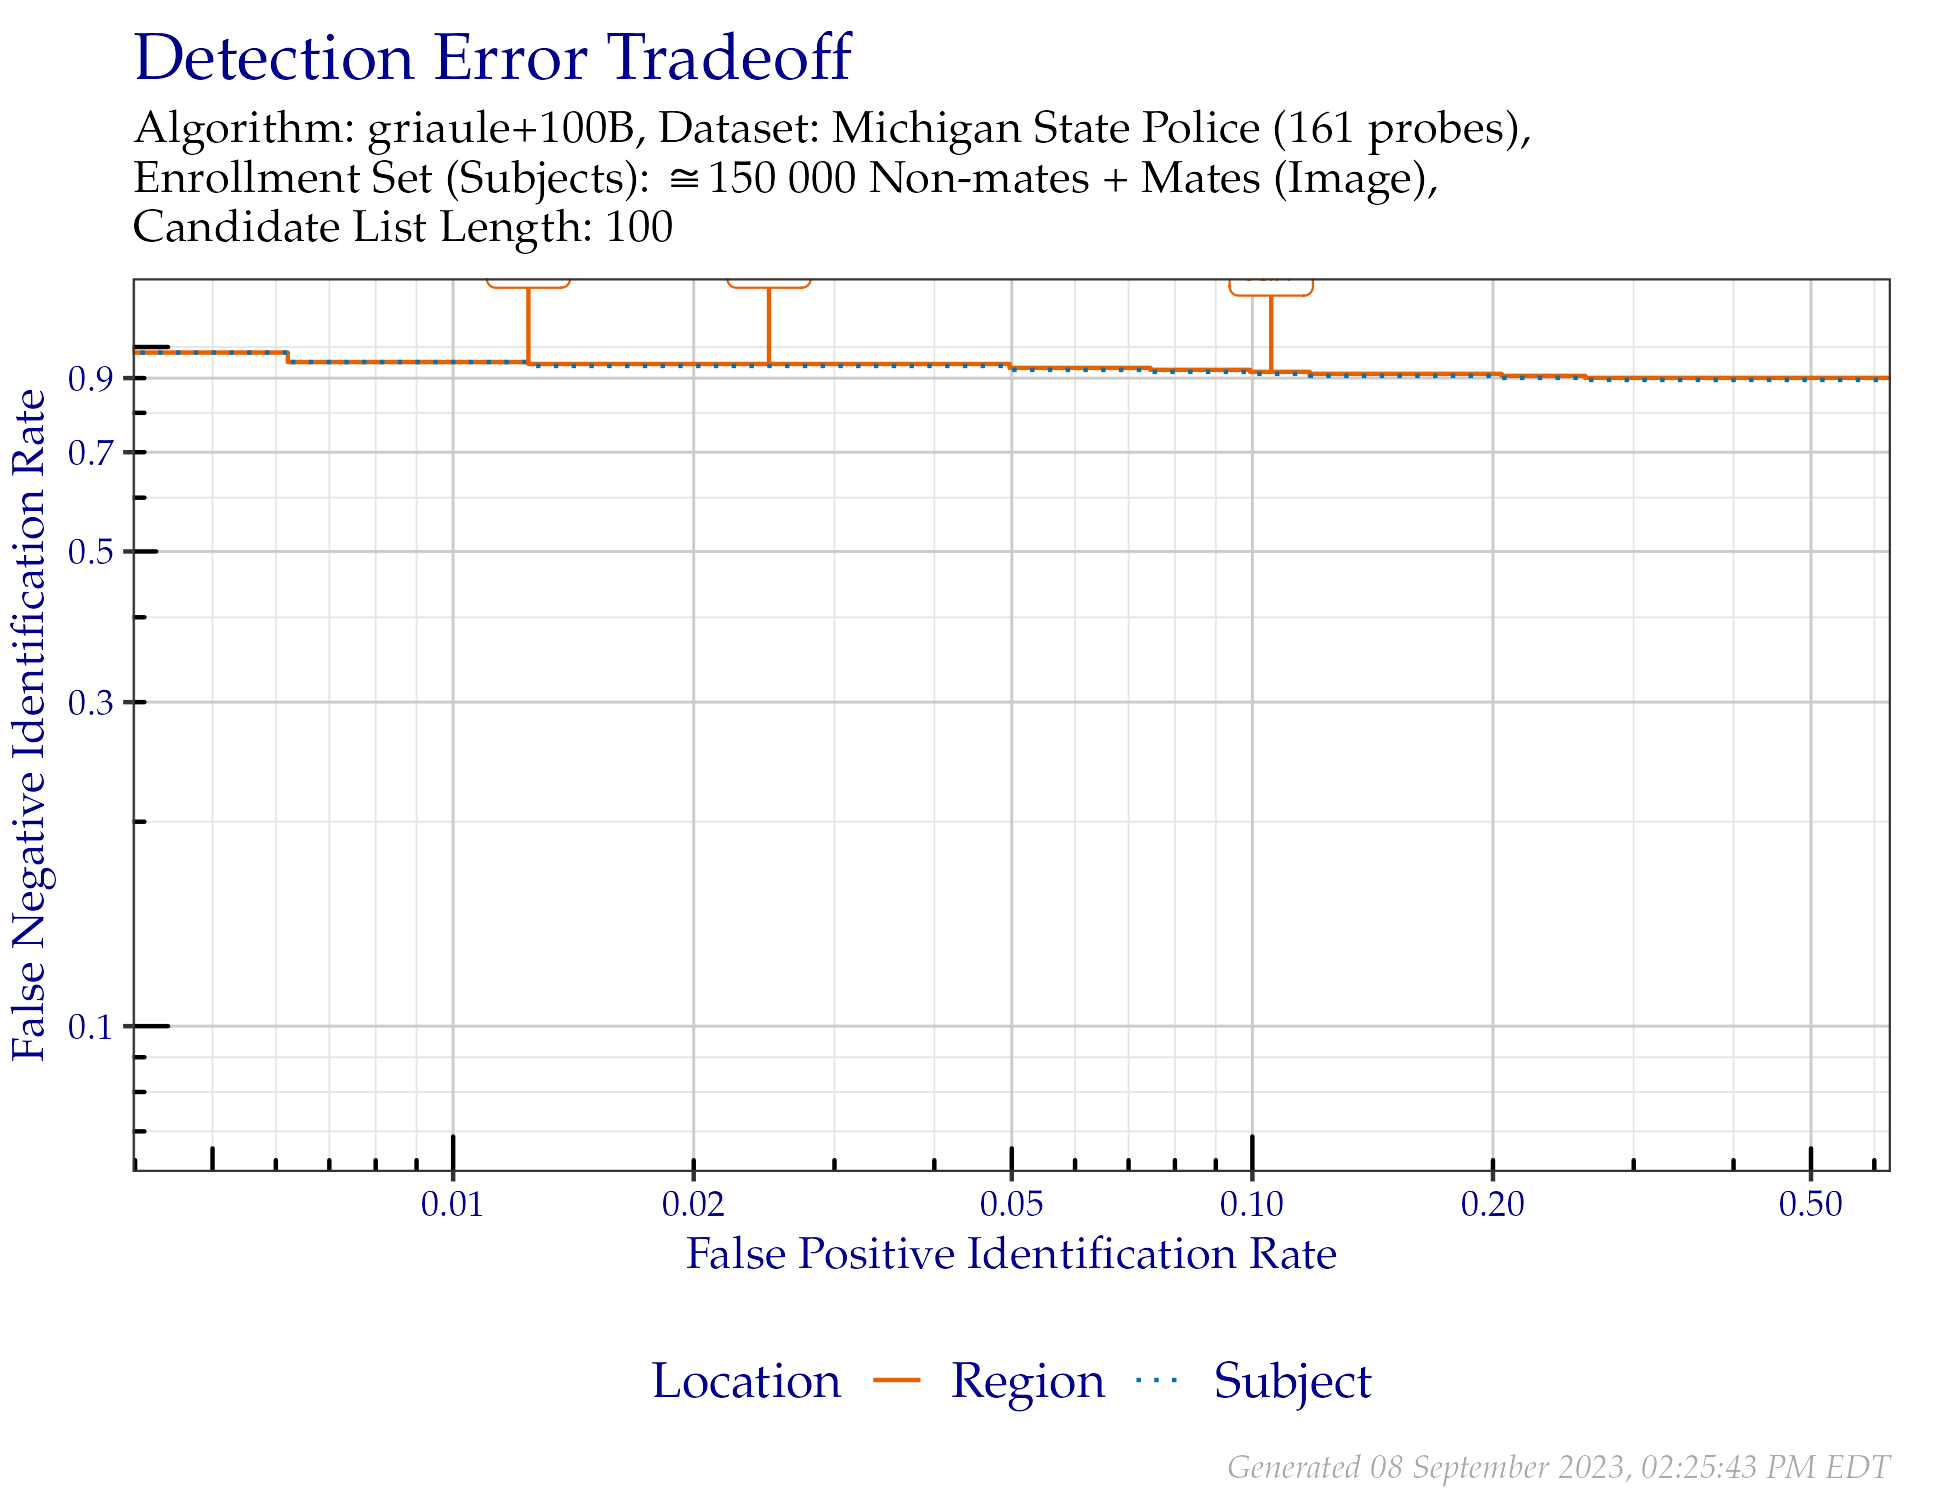 Detection Error Tradeoff
Algorithm: griaule+100B, Dataset: Michigan State Police (161 probes),
Enrollment Set (Subjects): ≅ 150 000 Non-mates + Mates (Image),
Candidate List Length: 100
False Negative Identification Rate
0.9
0.7
0.5
0.3
0.1
0.01 0.02 0.05 0.10 0.20 0.50
False Positive Identification Rate
Location Region Subject
Generated 08 September 2023, 02:25:43 PM EDT